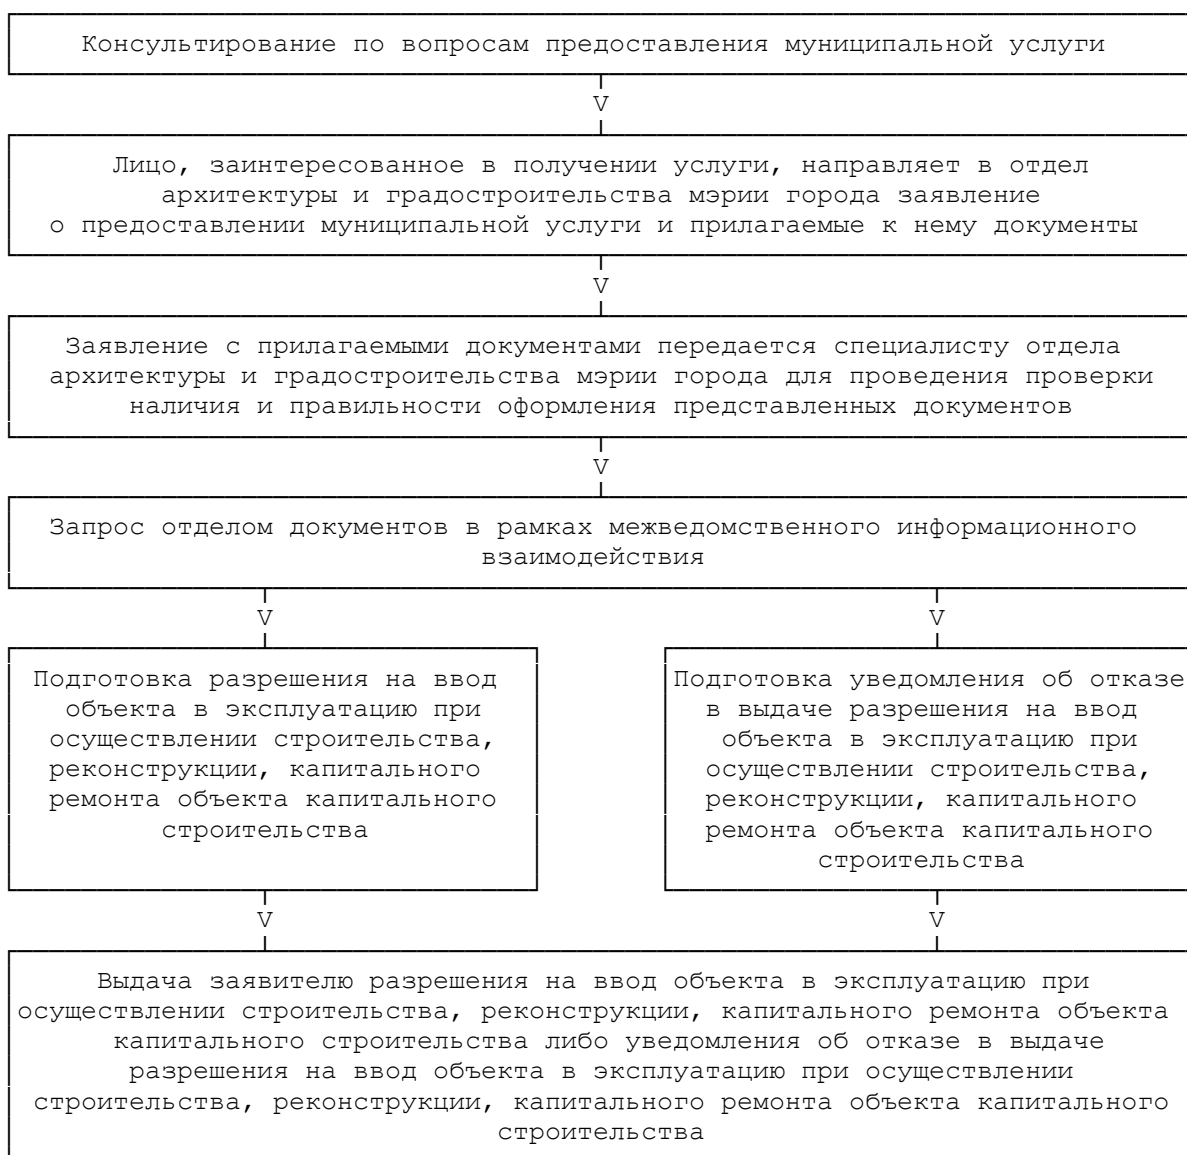 Консультирование по вопросам предоставления муниципальной услуги
V
Лицо, заинтересованное в получении услуги, направляет в отдел
архитектуры и градостроительства мэрии города заявление
о предоставлении муниципальной услуги и прилагаемые к нему документы
V
Заявление с прилагаемыми документами передается специалисту отдела
архитектуры и градостроительства мэрии города для проведения проверки
наличия и правильности оформления представленных документов
V
Запрос отделом документов в рамках межведомственного информационного
взаимодействия
V
V
Подготовка разрешения на ввод
объекта в эксплуатацию при
осуществлении строительства,
реконструкции, капитального
ремонта объекта капитального
строительства
Подготовка уведомления об отказе
в выдаче разрешения на ввод
объекта в эксплуатацию при
осуществлении строительства,
реконструкции, капитального
ремонта объекта капитального
строительства
V
V
Выдача заявителю разрешения на ввод объекта в эксплуатацию при
осуществлении строительства, реконструкции, капитального ремонта объекта
капитального строительства либо уведомления об отказе в выдаче
разрешения на ввод объекта в эксплуатацию при осуществлении
строительства, реконструкции, капитального ремонта объекта капитального
строительства